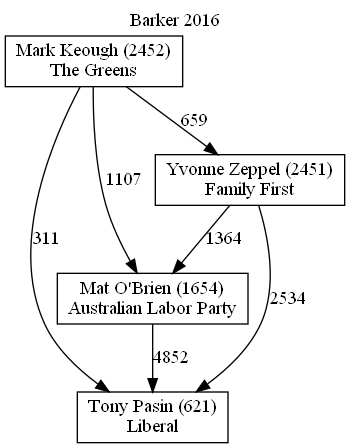 Barker 2016
Mark Keough (2452)
The Greens
659
Yvonne Zeppel (2451)
Family First
1107
311
1364
Mat O'Brien (1654)
Australian Labor Party
2534
4852
Tony Pasin (621)
Liberal